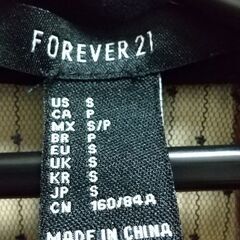 FOREVER 21
US S
CA P
MX S/P
BR P
EU S
UK S
KR S
JP S
CN 160/84A
MADE IN CHINA